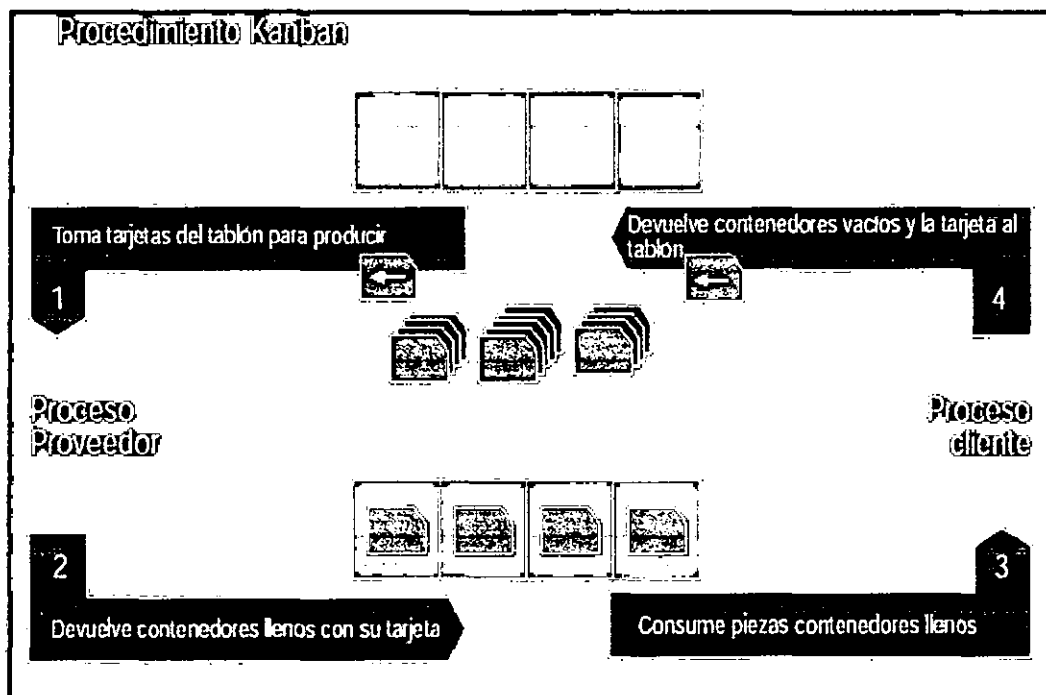 Procedimiento Kanban
Toma tarjetas del tablón para producir
1
Devuelve contenedores vacios y la tarjeta al
tablón
4
Proceso
Proveedor
Proceso
cliente
2
Devuelve contenedores llenos con su tarjeta
3
Consume piezas contenedores llenos